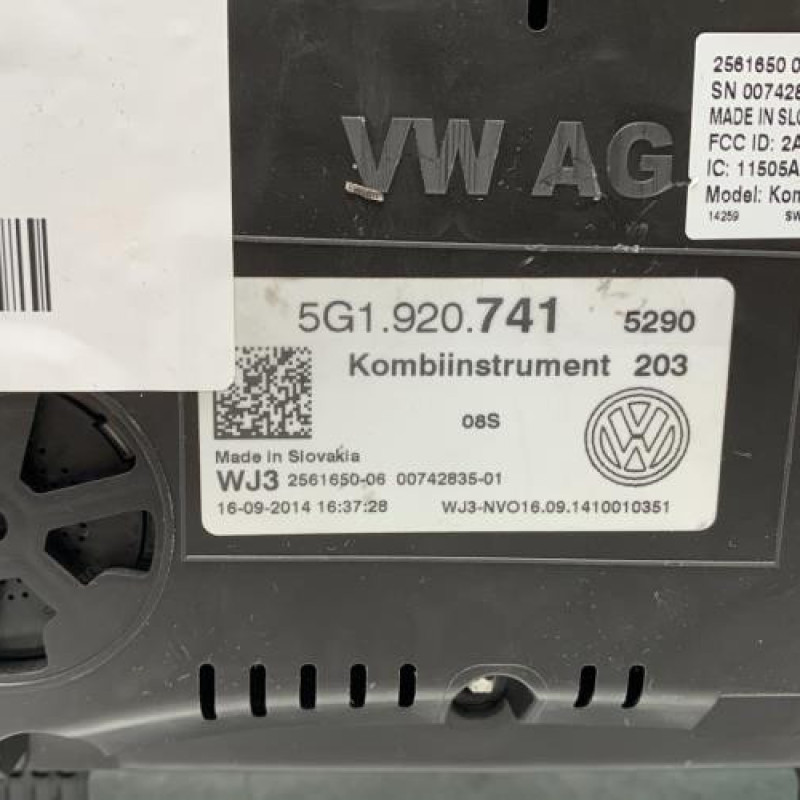 VW AG
2561650 0
SN 007428
MADE IN SLO
FCC ID: 2A
IC: 11505A
Model: Kom
14259 SW
5G1.920.741 5290
Kombiinstrument 203
08S
Made in Slovakia
WJ3 2561650-06 00742835-01
16-09-2014 16:37:28 WJ3-NVO16.09.1410010351